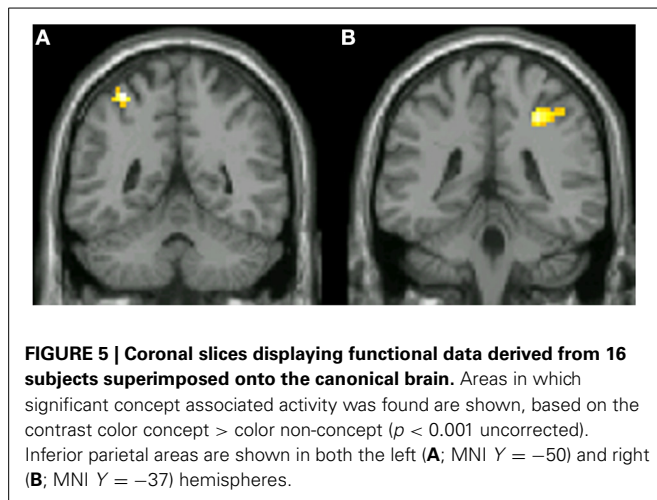 A B
FIGURE 5 | Coronal slices displaying functional data derived from 16
subjects superimposed onto the canonical brain. Areas in which
significant concept associated activity was found are shown, based on the
contrast color concept > color non-concept (p < 0.001 uncorrected).
Inferior parietal areas are shown in both the left (A; MNI Y = −50) and right
(B; MNI Y = −37) hemispheres.